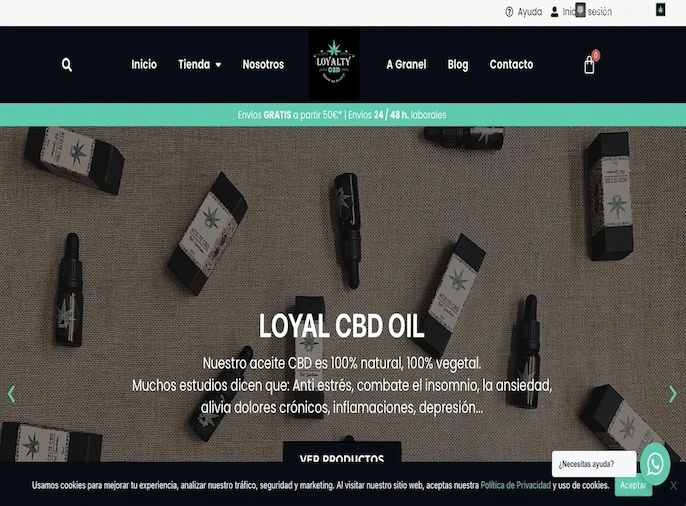 Ayuda
sesión
Inicio
Tienda
Nosotros
LOYALTY
CBD
A Granel
Blog
Contacto
0
Envíos GRATIS a partir 50€* | Envíos 24 / 48 h. laborales
LOYAL CBD OIL
Nuestro aceite CBD es 100% natural, 100% vegetal.
Muchos estudios dicen que: Anti estrés, combate el insomnio, la ansiedad,
alivia dolores crónicos, inflamaciones, depresión...
VER PRODUCTOS
ACEITE CBD
¿Necesitas ayuda?
Usamos cookies para mejorar tu experiencia, analizar nuestro tráfico, seguridad y marketing. Al visitar nuestro sitio web, aceptas nuestra Política de Privacidad y uso de cookies.
Aceptar
X